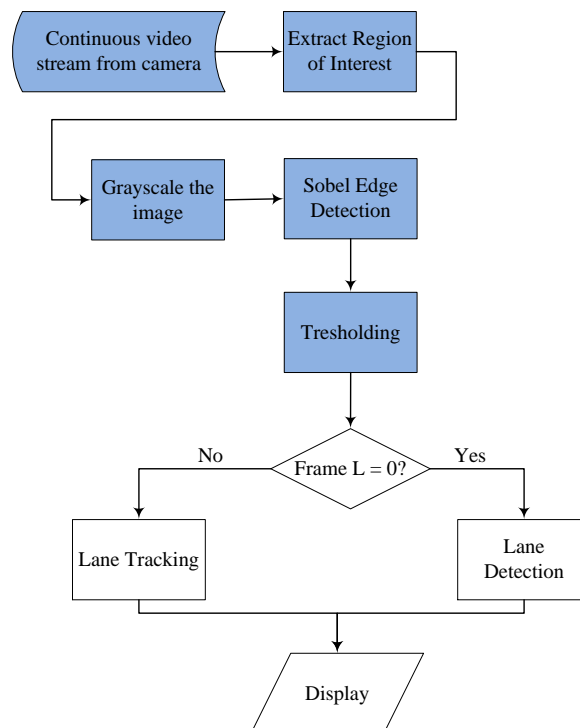 Continuous video
stream from camera
Extract Region
of Interest
Grayscale the
image
Sobel Edge
Detection
Tresholding
Frame L = 0?
No
Yes
Lane Tracking
Lane
Detection
Display